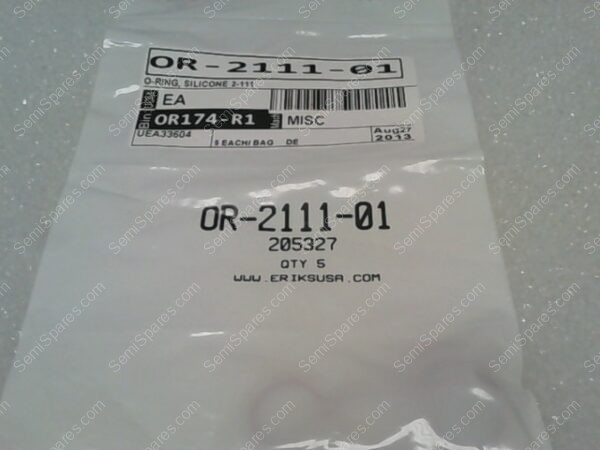 OR-2111-01
O-RING, SILICONE 2-111
EA
Bin OR174-R1 MISC
UEA33604
5 EACH/BAG DE
Aug27
2013
OR-2111-01
205327
QTY 5
WWW.ERIKSUSA.COM
SemiSpares.com